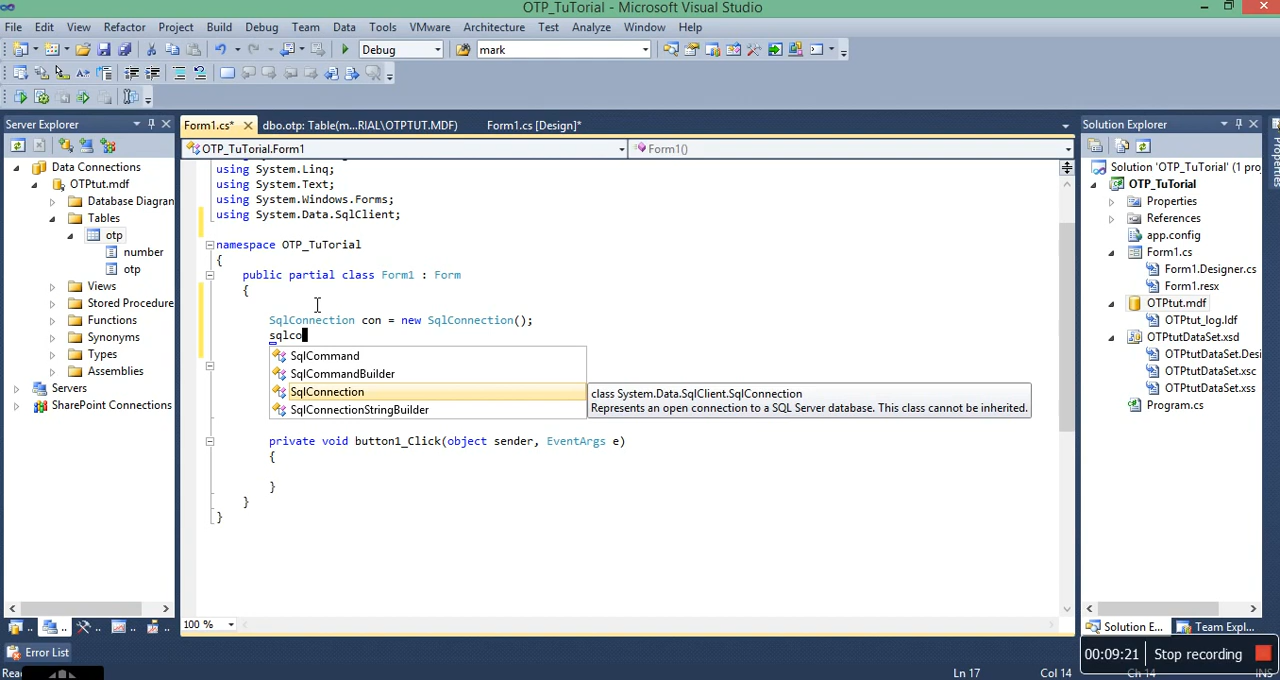 OTP_TuTorial - Microsoft Visual Studio
File Edit View Refactor Project Build Debug Team Data Tools VMware Architecture Test Analyze Window Help
Debug mark
Server Explorer
Data Connections
OTPtut.mdf
Database Diagran
Tables
otp
number
otp
Views
Stored Procedure
Functions
Synonyms
Types
Assemblies
Servers
SharePoint Connections
Form1.cs* dbo.otp: Table(m...RIAL\OTPTUT.MDF) Form1.cs [Design]*
OTP_TuTorial.Form1 Form1()
using System.Linq;
using System.Text;
using System.Windows.Forms;
using System.Data.SqlClient;
namespace OTP_TuTorial
{
public partial class Form1 : Form
{
SqlConnection con = new SqlConnection();
sqlco
SqlCommand
SqlCommandBuilder
SqlConnection
SqlConnectionStringBuilder
class System.Data.SqlClient.SqlConnection
Represents an open connection to a SQL Server database. This class cannot be inherited.
private void button1_Click(object sender, EventArgs e)
{
}
}
}
100 %
Solution Explorer
Solution 'OTP_TuTorial' (1 proj
OTP_TuTorial
Properties
References
app.config
Form1.cs
Form1.Designer.cs
Form1.resx
OTPtut.mdf
OTPtut_log.ldf
OTPtutDataSet.xsd
OTPtutDataSet.Desi
OTPtutDataSet.xsc
OTPtutDataSet.xss
Program.cs
Properties
Solution E... Team Expl...
Error List
00:09:21 Stop recording
Rea Ln 17 Col 14 Ch 14 INS